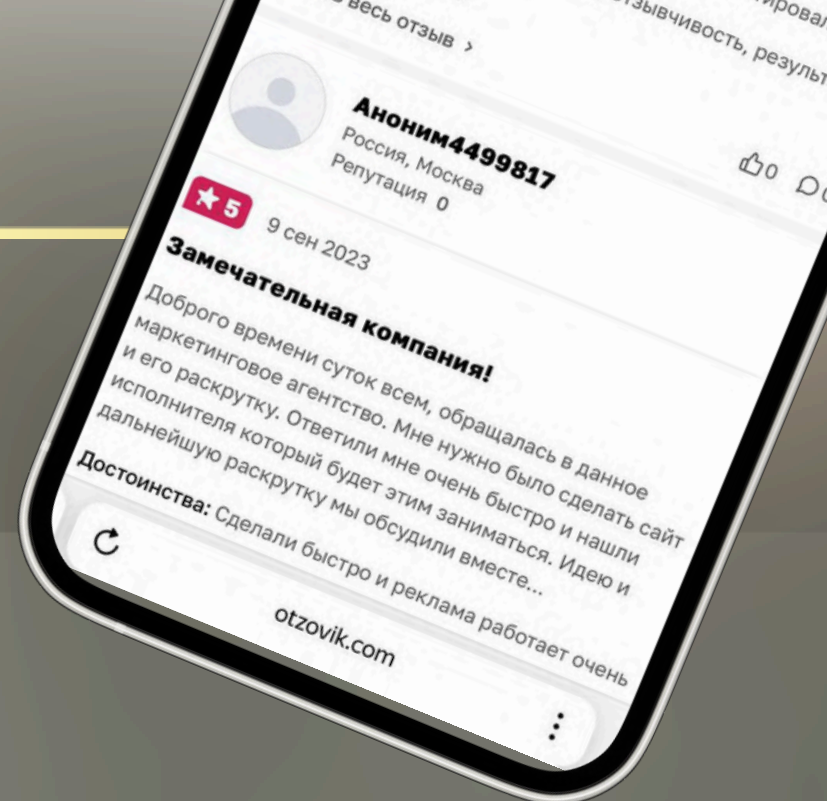 весь отзыв >
зывчивость, резуль
Аноним4499817
Россия, Москва
Репутация 0
0
5
9 сен 2023
Замечательная компания!
Доброго времени суток всем, обращалась в данное
маркетинговое агентство. Мне нужно было сделать сайт
и его раскрутку. Ответили мне очень быстро и нашли
исполнителя который будет этим заниматься. Идею и
дальнейшую раскрутку мы обсудили вместе...
Достоинства: Сделали быстро и реклама работает очень
otzovik.com